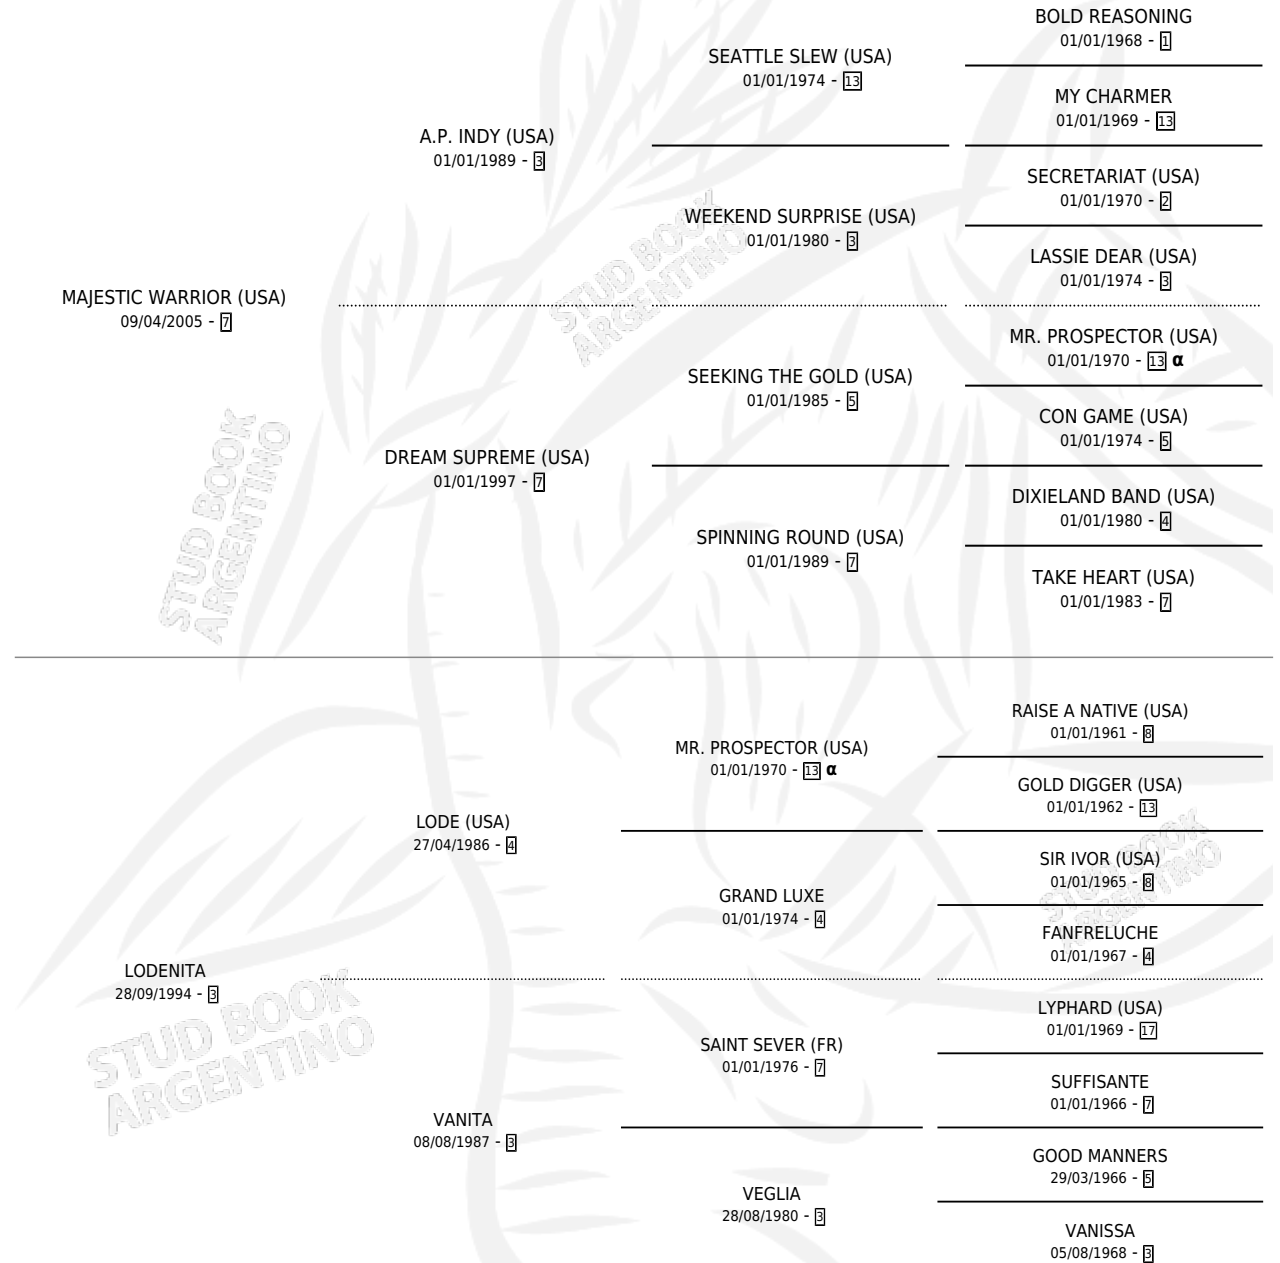 BOLD REASONING
01/01/1968 - 1
SEATTLE SLEW (USA)
01/01/1974 - 13
MY CHARMER
01/01/1969 - 13
A.P. INDY (USA)
01/01/1989 - 3
SECRETARIAT (USA)
01/01/1970 - 2
WEEKEND SURPRISE (USA)
01/01/1980 - 3
LASSIE DEAR (USA)
01/01/1974 - 3
STUD BOOK
ARGENTINO
MAJESTIC WARRIOR (USA)
09/04/2005 - 7
MR. PROSPECTOR (USA)
01/01/1970 - 13 α
SEEKING THE GOLD (USA)
01/01/1985 - 5
CON GAME (USA)
01/01/1974 - 5
DREAM SUPREME (USA)
01/01/1997 - 7
DIXIELAND BAND (USA)
01/01/1980 - 4
SPINNING ROUND (USA)
01/01/1989 - 7
TAKE HEART (USA)
01/01/1983 - 7
STUD BOOK
ARGENTINO
RAISE A NATIVE (USA)
01/01/1961 - 8
MR. PROSPECTOR (USA)
01/01/1970 - 13 α
GOLD DIGGER (USA)
01/01/1962 - 13
LODE (USA)
27/04/1986 - 4
SIR IVOR (USA)
01/01/1965 - 8
STUD BOOK
ARGENTINO
GRAND LUXE
01/01/1974 - 4
FANFRELUCHE
01/01/1967 - 4
LODENITA
28/09/1994 - 3
LYPHARD (USA)
01/01/1969 - 17
SAINT SEVER (FR)
01/01/1976 - 7
SUFFISANTE
01/01/1966 - 7
STUD BOOK
ARGENTINO
VANITA
08/08/1987 - 3
GOOD MANNERS
29/03/1966 - 5
VEGLIA
28/08/1980 - 3
VANISSA
05/08/1968 - 3